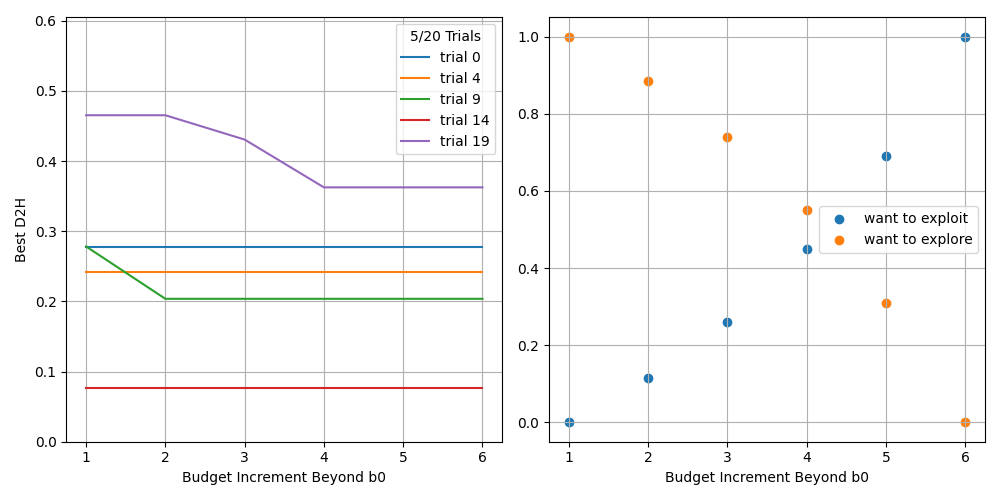 0.6
0.5
0.4
0.3
0.2
0.1
0.0
Best D2H
5/20 Trials
trial 0
trial 4
trial 9
trial 14
trial 19
1 2 3 4 5 6
Budget Increment Beyond b0
1.0
0.8
0.6
0.4
0.2
0.0
want to exploit
want to explore
1 2 3 4 5 6
Budget Increment Beyond b0